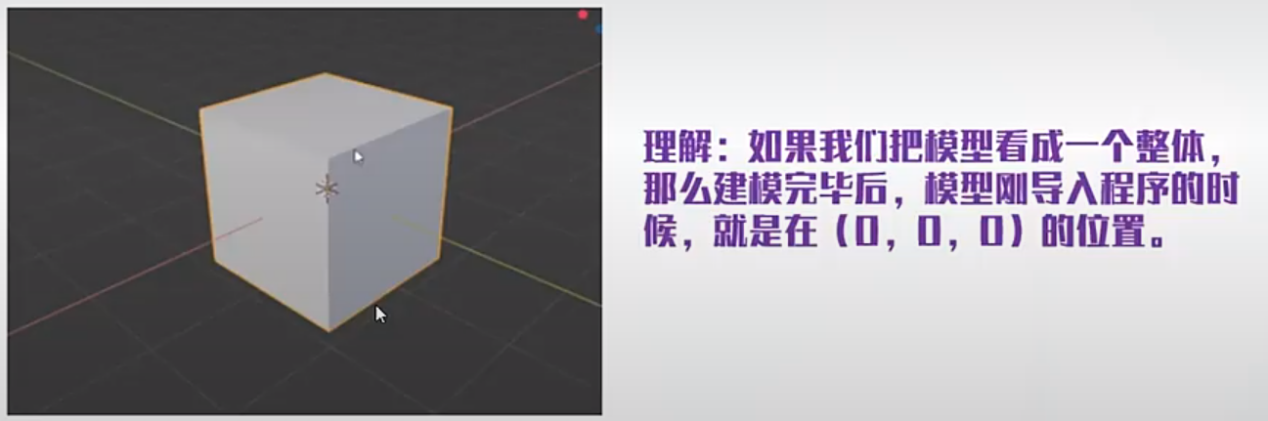 理解：如果我们把模型看成一个整体，
那么建模完毕后，模型刚导入程序的时
候，就是在（0，0，0）的位置。